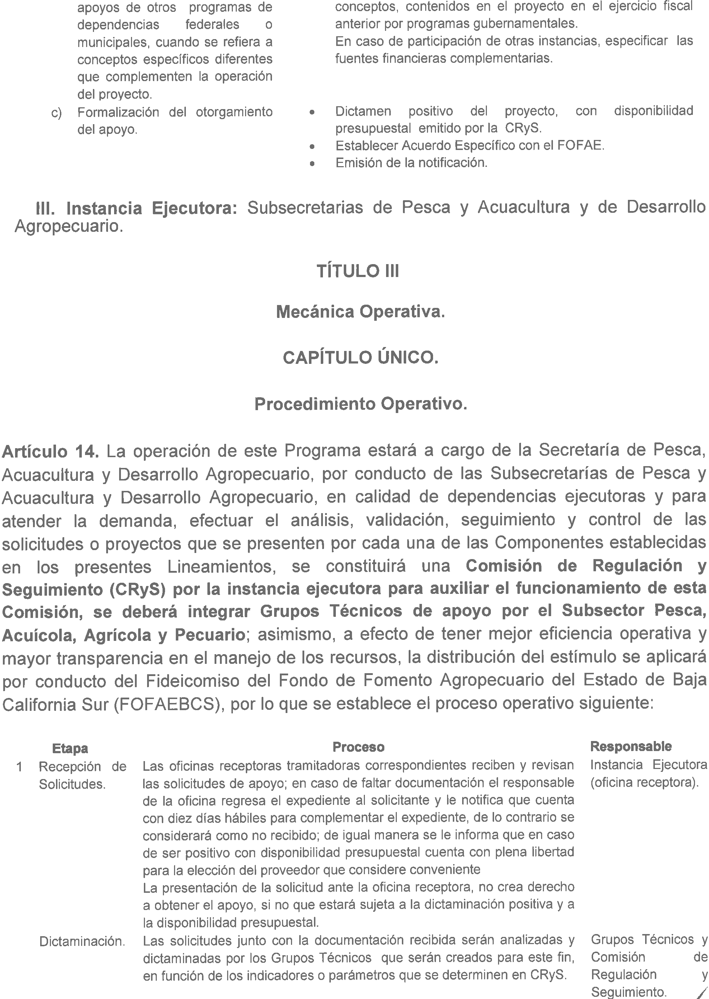 apoyos de otros programas de
dependencias federales o
municipales, cuando se refiera a
conceptos específicos diferentes
que complementen la operación
del proyecto.
conceptos, contenidos en el proyecto en el ejercicio fiscal
anterior por programas gubernamentales.
En caso de participación de otras instancias, especificar las
fuentes financieras complementarias.
c) Formalización del otorgamiento
del apoyo.
• Dictamen positivo del proyecto, con disponibilidad
presupuestal emitido por la CRyS.
• Establecer Acuerdo Específico con el FOFAE.
• Emisión de la notificación.
III. Instancia Ejecutora: Subsecretarias de Pesca y Acuacultura y de Desarrollo
Agropecuario.
TÍTULO III
Mecánica Operativa.
CAPÍTULO ÚNICO.
Procedimiento Operativo.
Artículo 14. La operación de este Programa estará a cargo de la Secretaría de Pesca,
Acuacultura y Desarrollo Agropecuario, por conducto de las Subsecretarías de Pesca y
Acuacultura y Desarrollo Agropecuario, en calidad de dependencias ejecutoras y para
atender la demanda, efectuar el análisis, validación, seguimiento y control de las
solicitudes o proyectos que se presenten por cada una de las Componentes establecidas
en los presentes Lineamientos, se constituirá una Comisión de Regulación y
Seguimiento (CRyS) por la instancia ejecutora para auxiliar el funcionamiento de esta
Comisión, se deberá integrar Grupos Técnicos de apoyo por el Subsector Pesca,
Acuícola, Agrícola y Pecuario; asimismo, a efecto de tener mejor eficiencia operativa y
mayor transparencia en el manejo de los recursos, la distribución del estímulo se aplicará
por conducto del Fideicomiso del Fondo de Fomento Agropecuario del Estado de Baja
California Sur (FOFAEBCS), por lo que se establece el proceso operativo siguiente:
Etapa Proceso Responsable
1 Recepción de
Solicitudes.
Las oficinas receptoras tramitadoras correspondientes reciben y revisan
las solicitudes de apoyo; en caso de faltar documentación el responsable
de la oficina regresa el expediente al solicitante y le notifica que cuenta
con diez días hábiles para complementar el expediente, de lo contrario se
considerará como no recibido; de igual manera se le informa que en caso
de ser positivo con disponibilidad presupuestal cuenta con plena libertad
para la elección del proveedor que considere conveniente
La presentación de la solicitud ante la oficina receptora, no crea derecho
a obtener el apoyo, si no que estará sujeta a la dictaminación positiva y a
la disponibilidad presupuestal.
Instancia Ejecutora
(oficina receptora).
Dictaminación.
Las solicitudes junto con la documentación recibida serán analizadas y
dictaminadas por los Grupos Técnicos que serán creados para este fin,
en función de los indicadores o parámetros que se determinen en CRyS.
Grupos Técnicos y
Comisión de
Regulación y
Seguimiento.